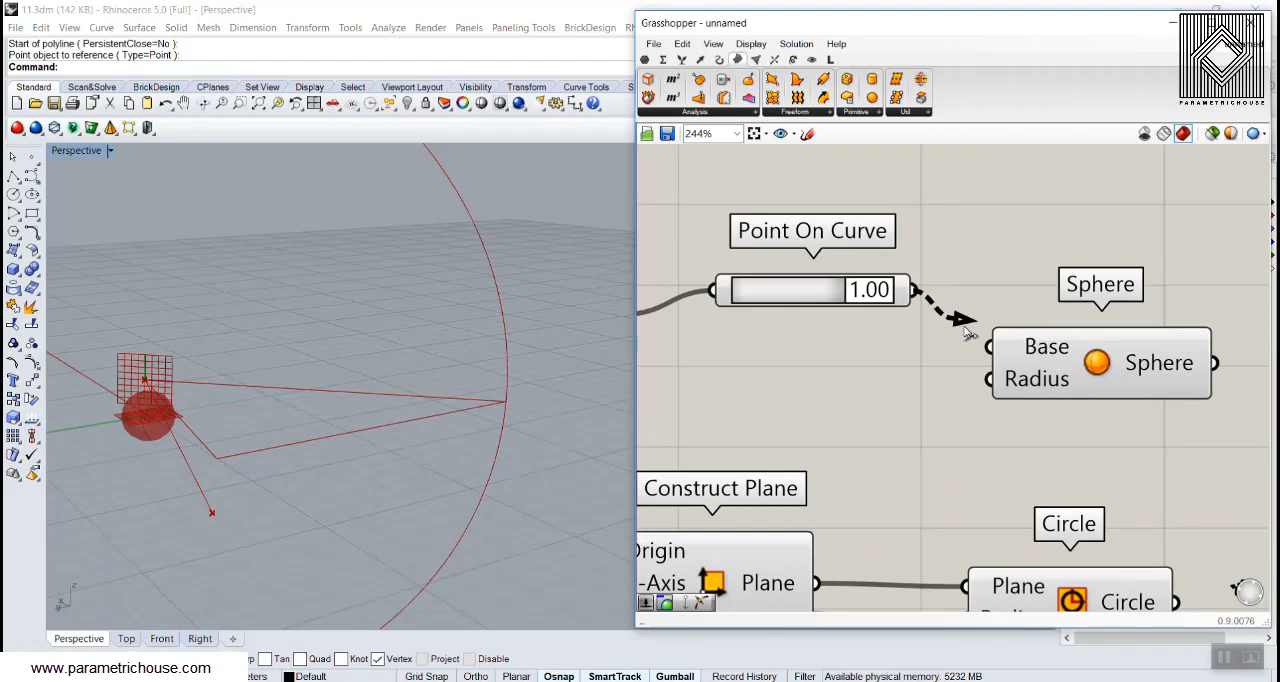 11.3dm (142 KB) - Rhinoceros 5.0 [Full] - [Perspective]
File Edit View Curve Surface Solid Mesh Dimension Transform Tools Analyze Render Panels Paneling Tools BrickDesign
Start of polyline ( PersistentClose=No ):
Point object to reference ( Type=Point ):
Command:
Standard Scan&Solve BrickDesign CPlanes Set View Display Select Viewport Layout Visibility Transform Curve Tools
Perspective
z
y
x
Perspective Top Front Right
Tan Quad Knot Vertex Project Disable
Default Grid Snap Ortho Planar Osnap SmartTrack Gumball Record History Filter Available physical memory: 5232 MB
www.parametrichouse.com
Grasshopper - unnamed
File Edit View Display Solution Help
PARAMETRICHOUSE
m²
m³
Analysis Freeform Primitive Util
244%
Point On Curve
1.00
Sphere
Base
Radius
Sphere
Construct Plane
Plane
Circle
Plane
Circle
0.9.0076